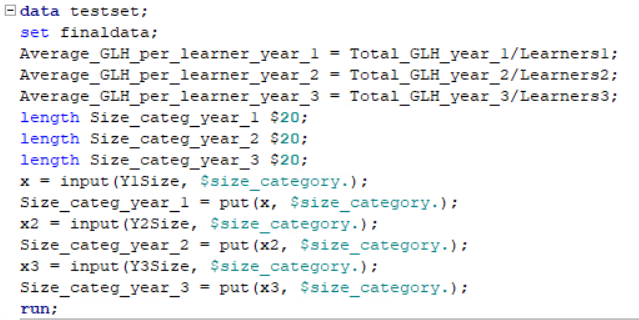 data testset;
set finaldata;
Average_GLH_per_learner_year_1 = Total_GLH_year_1/Learners1;
Average_GLH_per_learner_year_2 = Total_GLH_year_2/Learners2;
Average_GLH_per_learner_year_3 = Total_GLH_year_3/Learners3;
length Size_categ_year_1 $20;
length Size_categ_year_2 $20;
length Size_categ_year_3 $20;
x = input(Y1Size, $size_category.);
Size_categ_year_1 = put(x, $size_category.);
x2 = input(Y2Size, $size_category.);
Size_categ_year_2 = put(x2, $size_category.);
x3 = input(Y3Size, $size_category.);
Size_categ_year_3 = put(x3, $size_category.);
run;